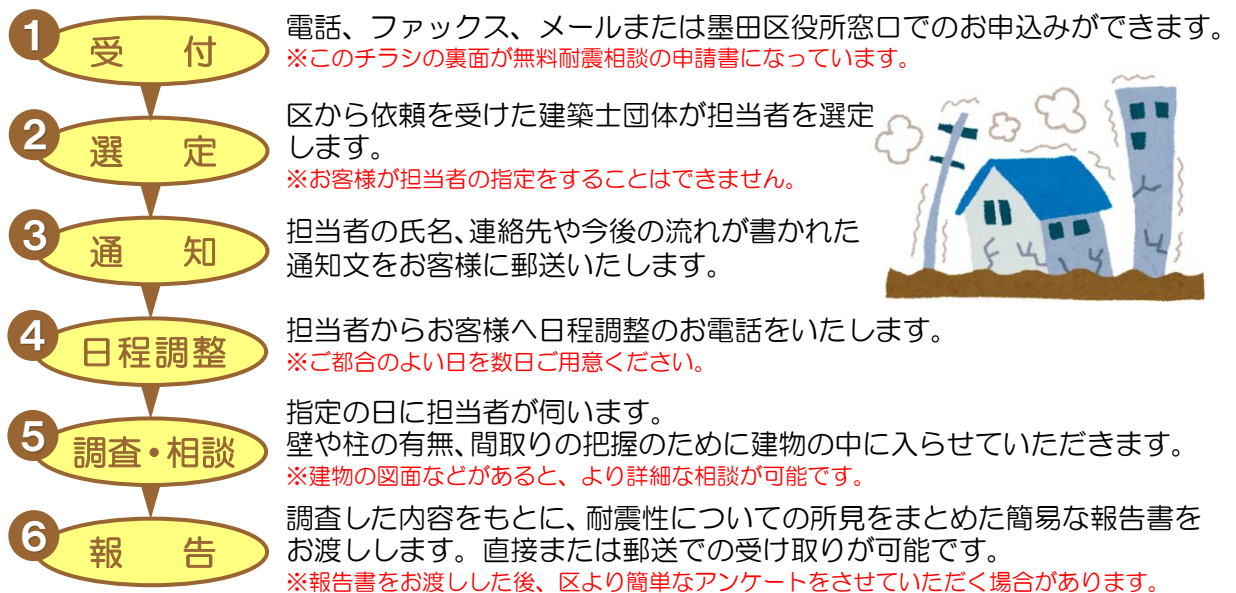 1 受　付
電話、ファックス、メールまたは墨田区役所窓口でのお申込みができます。
※このチラシの裏面が無料耐震相談の申請書になっています。
2 選　定
区から依頼を受けた建築士団体が担当者を選定
します。
※お客様が担当者の指定をすることはできません。
3 通　知
担当者の氏名、連絡先や今後の流れが書かれた
通知文をお客様に郵送いたします。
4 日程調整
担当者からお客様へ日程調整のお電話をいたします。
※ご都合のよい日を数日ご用意ください。
5 調査・相談
指定の日に担当者が伺います。
壁や柱の有無、間取りの把握のために建物の中に入らせていただきます。
※建物の図面などがあると、より詳細な相談が可能です。
6 報　告
調査した内容をもとに、耐震性についての所見をまとめた簡易な報告書を
お渡しします。直接または郵送での受け取りが可能です。
※報告書をお渡しした後、区より簡単なアンケートをさせていただく場合があります。